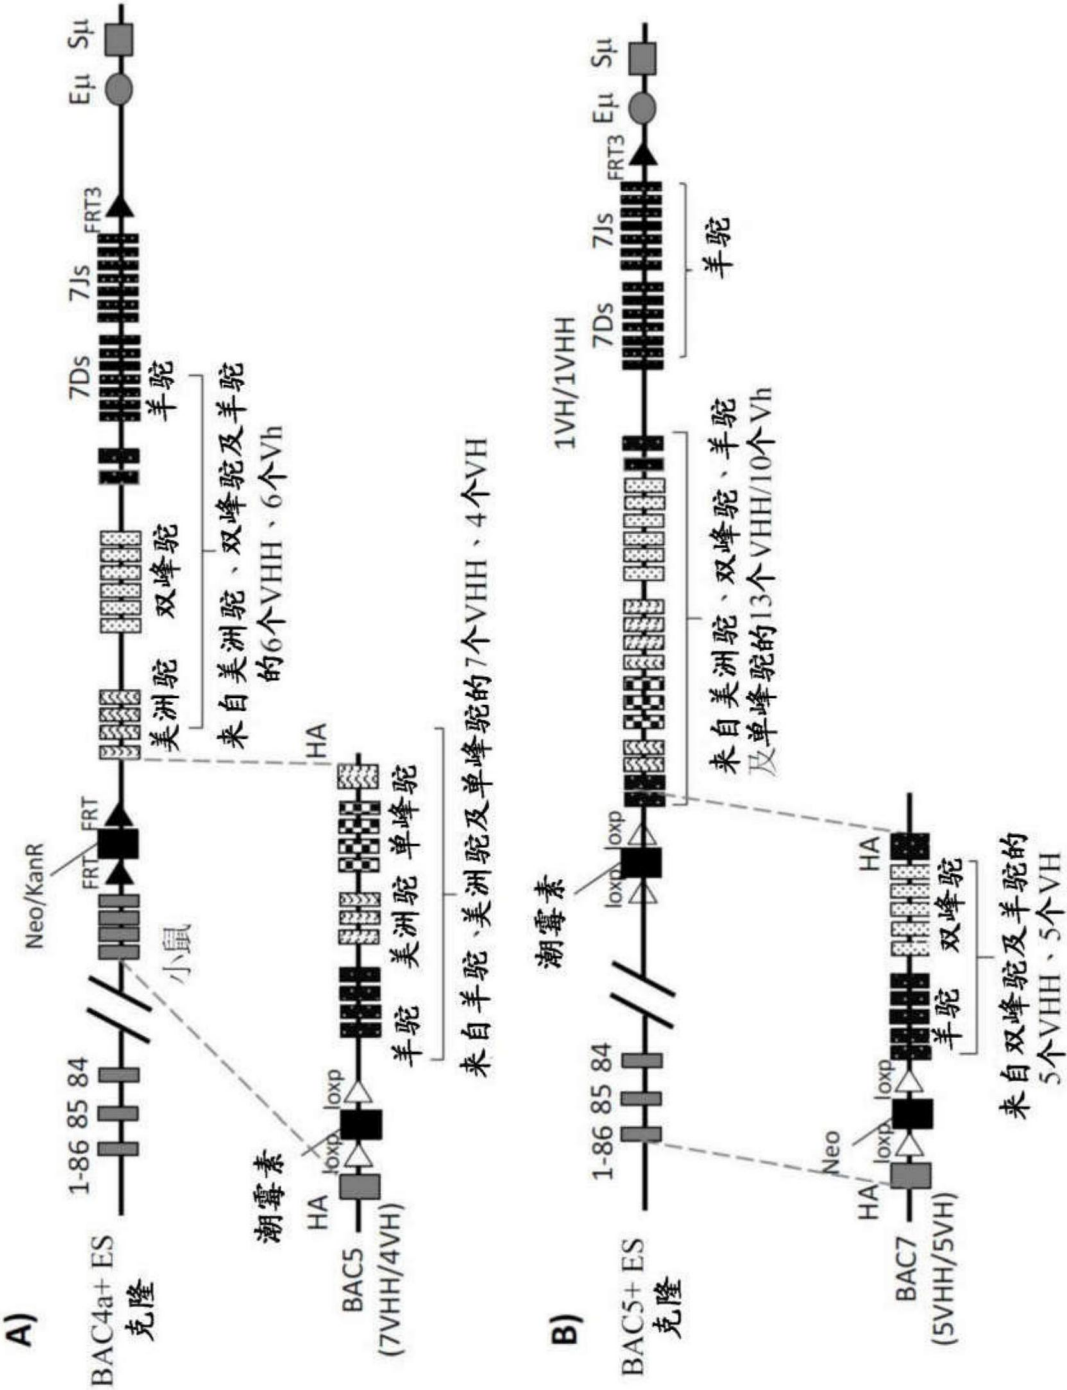 A)
BAC4a+ ES
克隆
1-86 85 84
小鼠
Neo/KanR
FRT
FRT
美洲驼
双峰驼
羊驼
7Ds
7Js
FRT3
Eμ
Sμ
来自美洲驼、双峰驼及羊驼
的6个VHH、6个Vh
BAC5
(7VHH/4VH)
HA
潮霉素
loxp
loxp
HA
羊驼
美洲驼
单峰驼
来自羊驼、美洲驼及单峰驼的7个VHH、4个VH
B)
BAC5+ ES
克隆
1-86 85 84
潮霉素
loxp
loxp
1VH/1VHH
7Ds
7Js
FRT3
Eμ
Sμ
羊驼
来自美洲驼、双峰驼、羊驼
及单峰驼的13个VHH/10个Vh
BAC7
(5VHH/5VH)
HA
Neo
loxp
loxp
HA
羊驼
双峰驼
来自双峰驼及羊驼的
5个VHH、5个VH